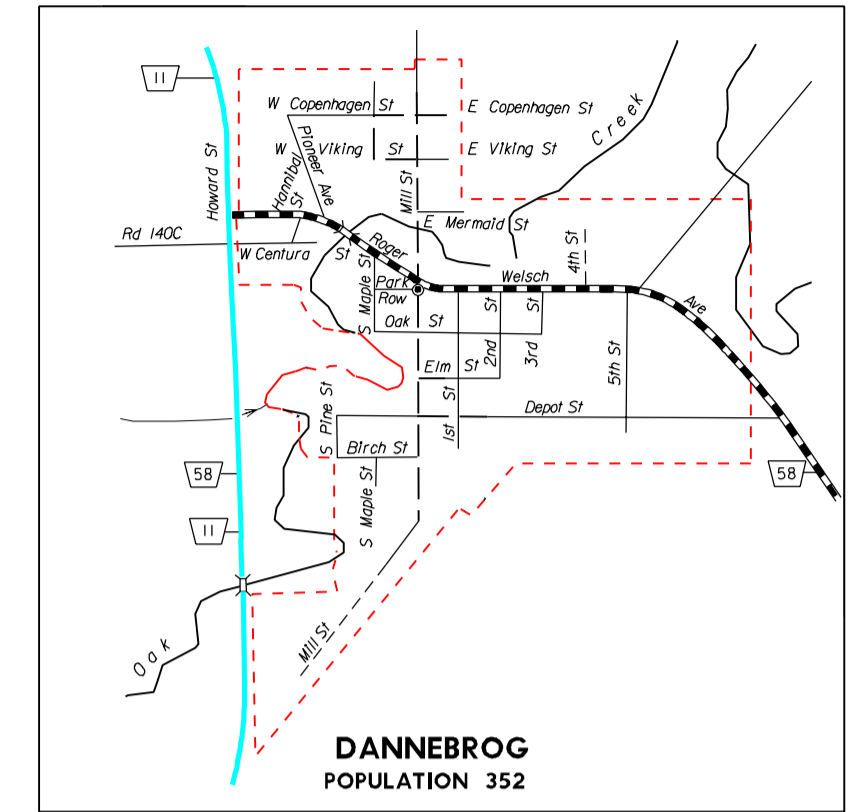 11
W Copenhagen St
E Copenhagen St
Creek
W Viking St
E Viking St
Pioneer Ave
Hannibal St
Howard St
Mill St
E Mermaid St
Rd 140C
W Centura St
Roger Welsch Ave
4th St
S Maple St
Park Row
Oak St
2nd St
3rd St
Elm St
5th St
S Pine St
1st St
Depot St
Birch St
58
58
S Maple St
11
Mill St
Oak
DANNEBROG
POPULATION 352